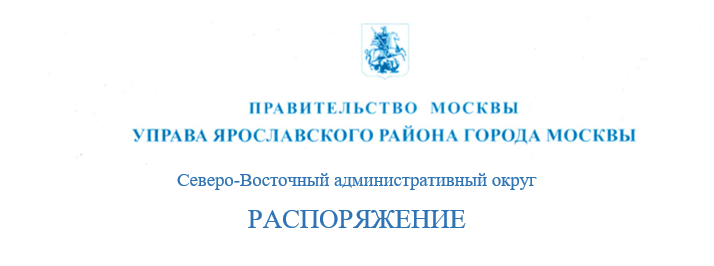 ПРАВИТЕЛЬСТВО МОСКВЫ
УПРАВА ЯРОСЛАВСКОГО РАЙОНА ГОРОДА МОСКВЫ
Северо-Восточный административный округ
РАСПОРЯЖЕНИЕ